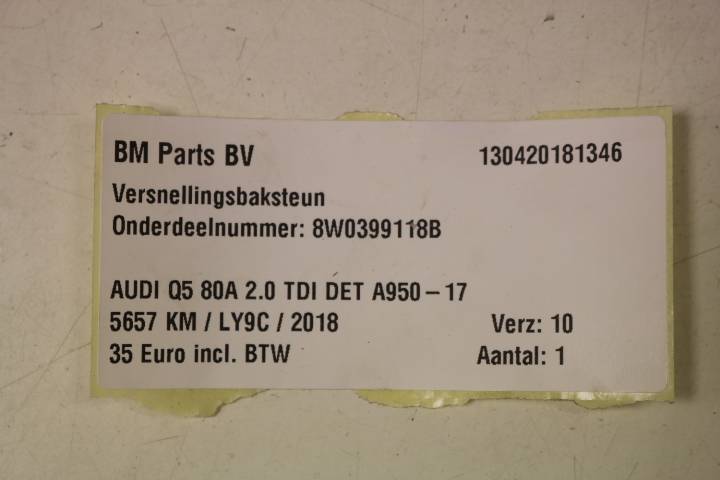 BM Parts BV 130420181346
Versnellingsbaksteun
Onderdeelnummer: 8W0399118B
AUDI Q5 80A 2.0 TDI DET A950-17
5657 KM / LY9C / 2018 Verz: 10
35 Euro incl. BTW Aantal: 1